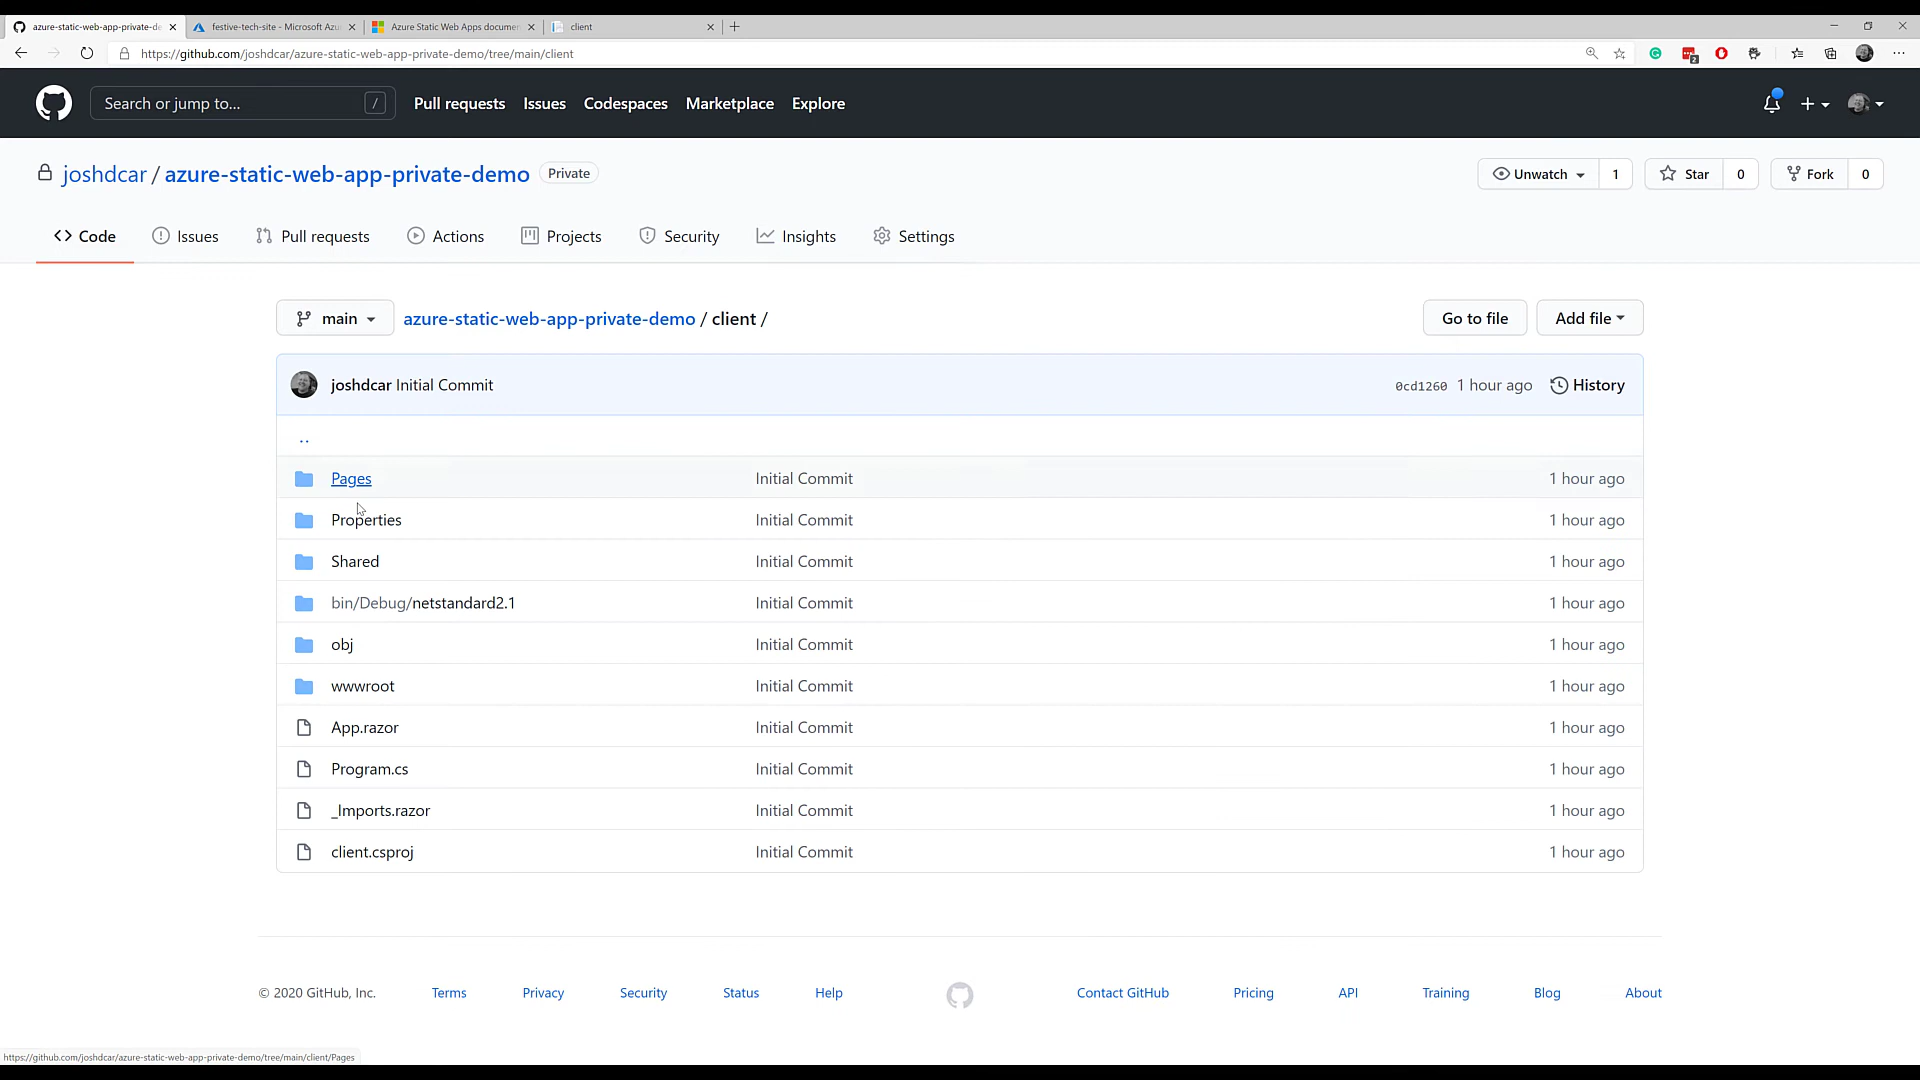 azure-static-web-app-private-de
festive-tech-site - Microsoft Azu
Azure Static Web Apps documen
client
https://github.com/joshdcar/azure-static-web-app-private-demo/tree/main/client
2
Search or jump to... /
Pull requests Issues Codespaces Marketplace Explore
joshdcar / azure-static-web-app-private-demo Private
Unwatch 1 Star 0 Fork 0
Code Issues Pull requests Actions Projects Security Insights Settings
main azure-static-web-app-private-demo / client /
Go to file Add file
joshdcar Initial Commit 0cd1260 1 hour ago History
..
Pages Initial Commit 1 hour ago
Properties Initial Commit 1 hour ago
Shared Initial Commit 1 hour ago
bin/Debug/netstandard2.1 Initial Commit 1 hour ago
obj Initial Commit 1 hour ago
wwwroot Initial Commit 1 hour ago
App.razor Initial Commit 1 hour ago
Program.cs Initial Commit 1 hour ago
_Imports.razor Initial Commit 1 hour ago
client.csproj Initial Commit 1 hour ago
© 2020 GitHub, Inc. Terms Privacy Security Status Help Contact GitHub Pricing API Training Blog About
https://github.com/joshdcar/azure-static-web-app-private-demo/tree/main/client/Pages